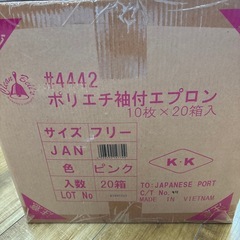 #4442
ポリエチ袖付エプロン
10枚×20箱入
サイズ フリー
JAN
色 ピンク
入数 20箱
LOT No
K・K
TO: JAPANESE PORT
C/T No.
MADE IN VIETNAM